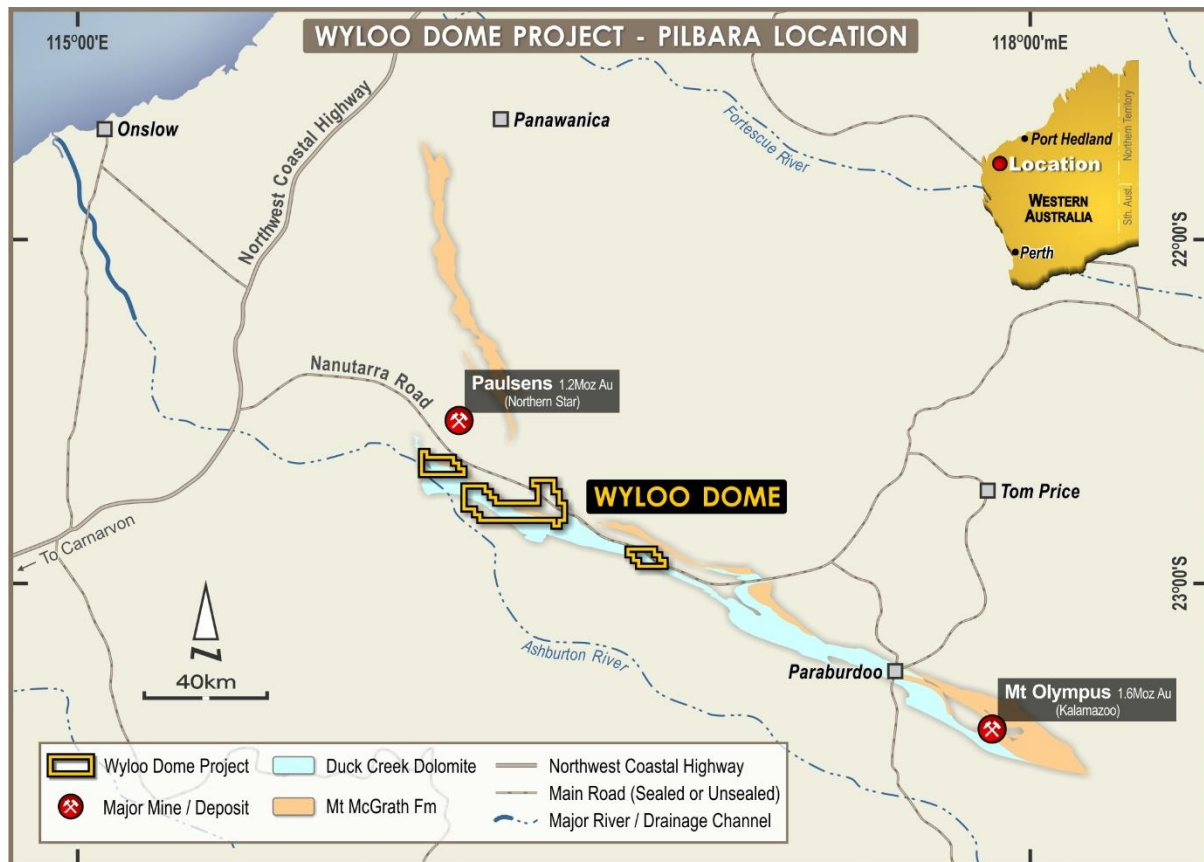 WYLOO DOME PROJECT - PILBARA LOCATION
115°00'E
118°00'mE
Onslow
Northwest Coastal Highway
Panawanica
Fortescue River
Port Hedland
Location
WESTERN
AUSTRALIA
Perth
Northern Territory
Sth. Aust.
22°00'S
Nanutarra Road
Paulsens 1.2Moz Au
(Northern Star)
WYLOO DOME
Tom Price
To Carnarvon
23°00'S
Ashburton River
N
40km
Paraburdoo
Mt Olympus 1.6Moz Au
(Kalamazoo)
Wyloo Dome Project
Duck Creek Dolomite
Northwest Coastal Highway
Major Mine / Deposit
Mt McGrath Fm
Main Road (Sealed or Unsealed)
Major River / Drainage Channel